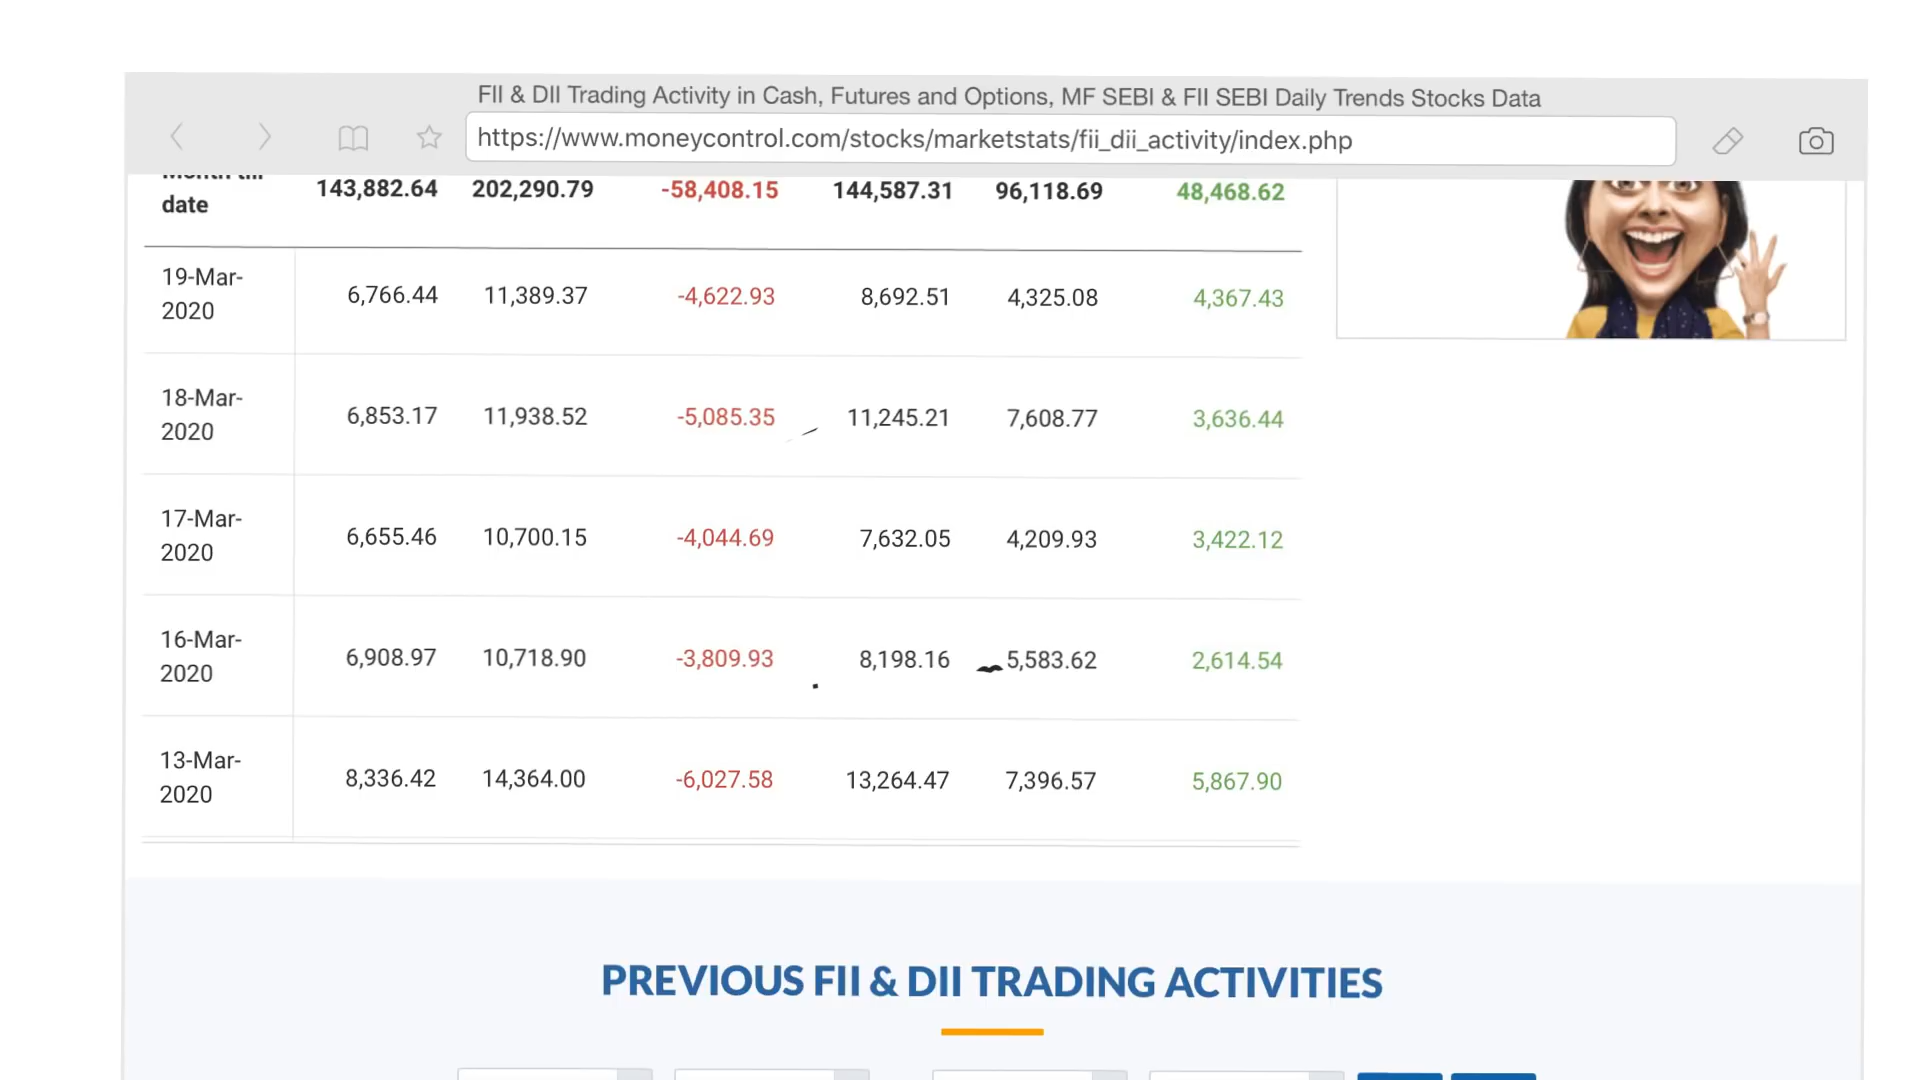 FII & DII Trading Activity in Cash, Futures and Options, MF SEBI & FII SEBI Daily Trends Stocks Data
https://www.moneycontrol.com/stocks/marketstats/fii_dii_activity/index.php
Month till
date 143,882.64 202,290.79 -58,408.15 144,587.31 96,118.69 48,468.62
19-Mar-
2020 6,766.44 11,389.37 -4,622.93 8,692.51 4,325.08 4,367.43
18-Mar-
2020 6,853.17 11,938.52 -5,085.35 11,245.21 7,608.77 3,636.44
17-Mar-
2020 6,655.46 10,700.15 -4,044.69 7,632.05 4,209.93 3,422.12
16-Mar-
2020 6,908.97 10,718.90 -3,809.93 8,198.16 5,583.62 2,614.54
13-Mar-
2020 8,336.42 14,364.00 -6,027.58 13,264.47 7,396.57 5,867.90
PREVIOUS FII & DII TRADING ACTIVITIES